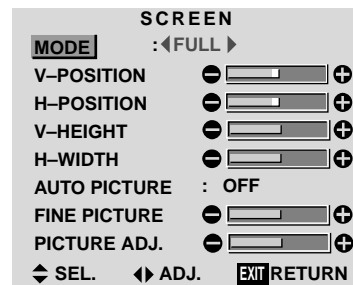 SCREEN
MODE : FULL
V–POSITION
H–POSITION
V–HEIGHT
H–WIDTH
AUTO PICTURE : OFF
FINE PICTURE
PICTURE ADJ.
SEL. ADJ. EXIT RETURN